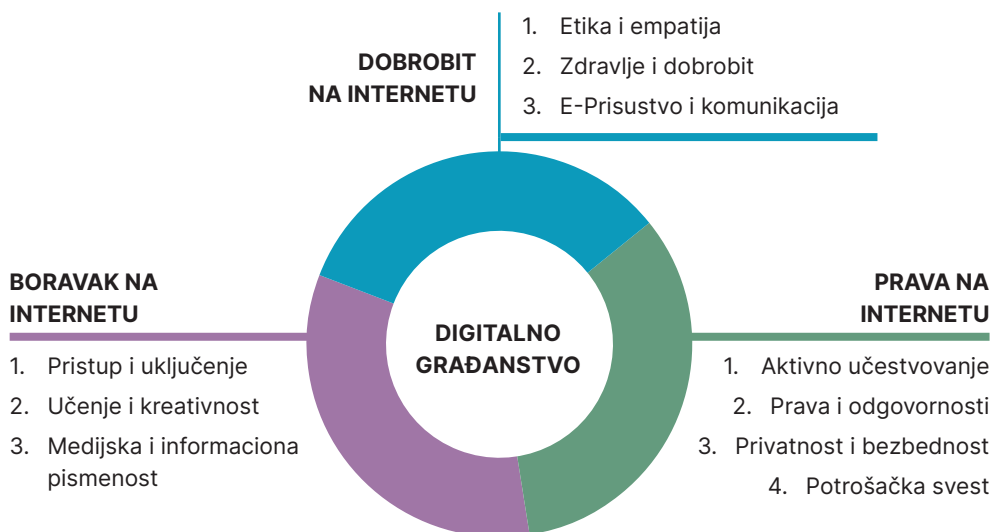 DOBROBIT
NA INTERNETU
1. Etika i empatija
2. Zdravlje i dobrobit
3. E-Prisustvo i komunikacija
BORAVAK NA
INTERNETU
1. Pristup i uključenje
2. Učenje i kreativnost
3. Medijska i informaciona
pismenost
DIGITALNO
GRAĐANSTVO
PRAVA NA
INTERNETU
1. Aktivno učestvovanje
2. Prava i odgovornosti
3. Privatnost i bezbednost
4. Potrošačka svest